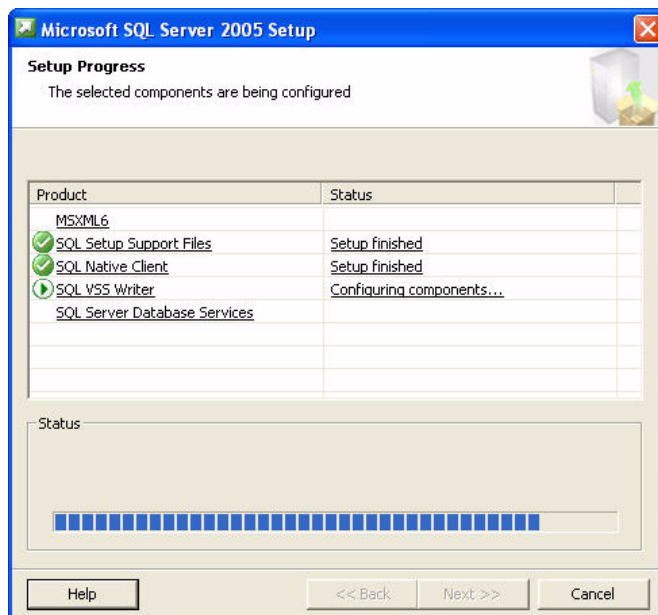 Microsoft SQL Server 2005 Setup
Setup Progress
The selected components are being configured
Product Status
MSXML6
SQL Setup Support Files Setup finished
SQL Native Client Setup finished
SQL VSS Writer Configuring components...
SQL Server Database Services
Status
Help << Back Next >> Cancel